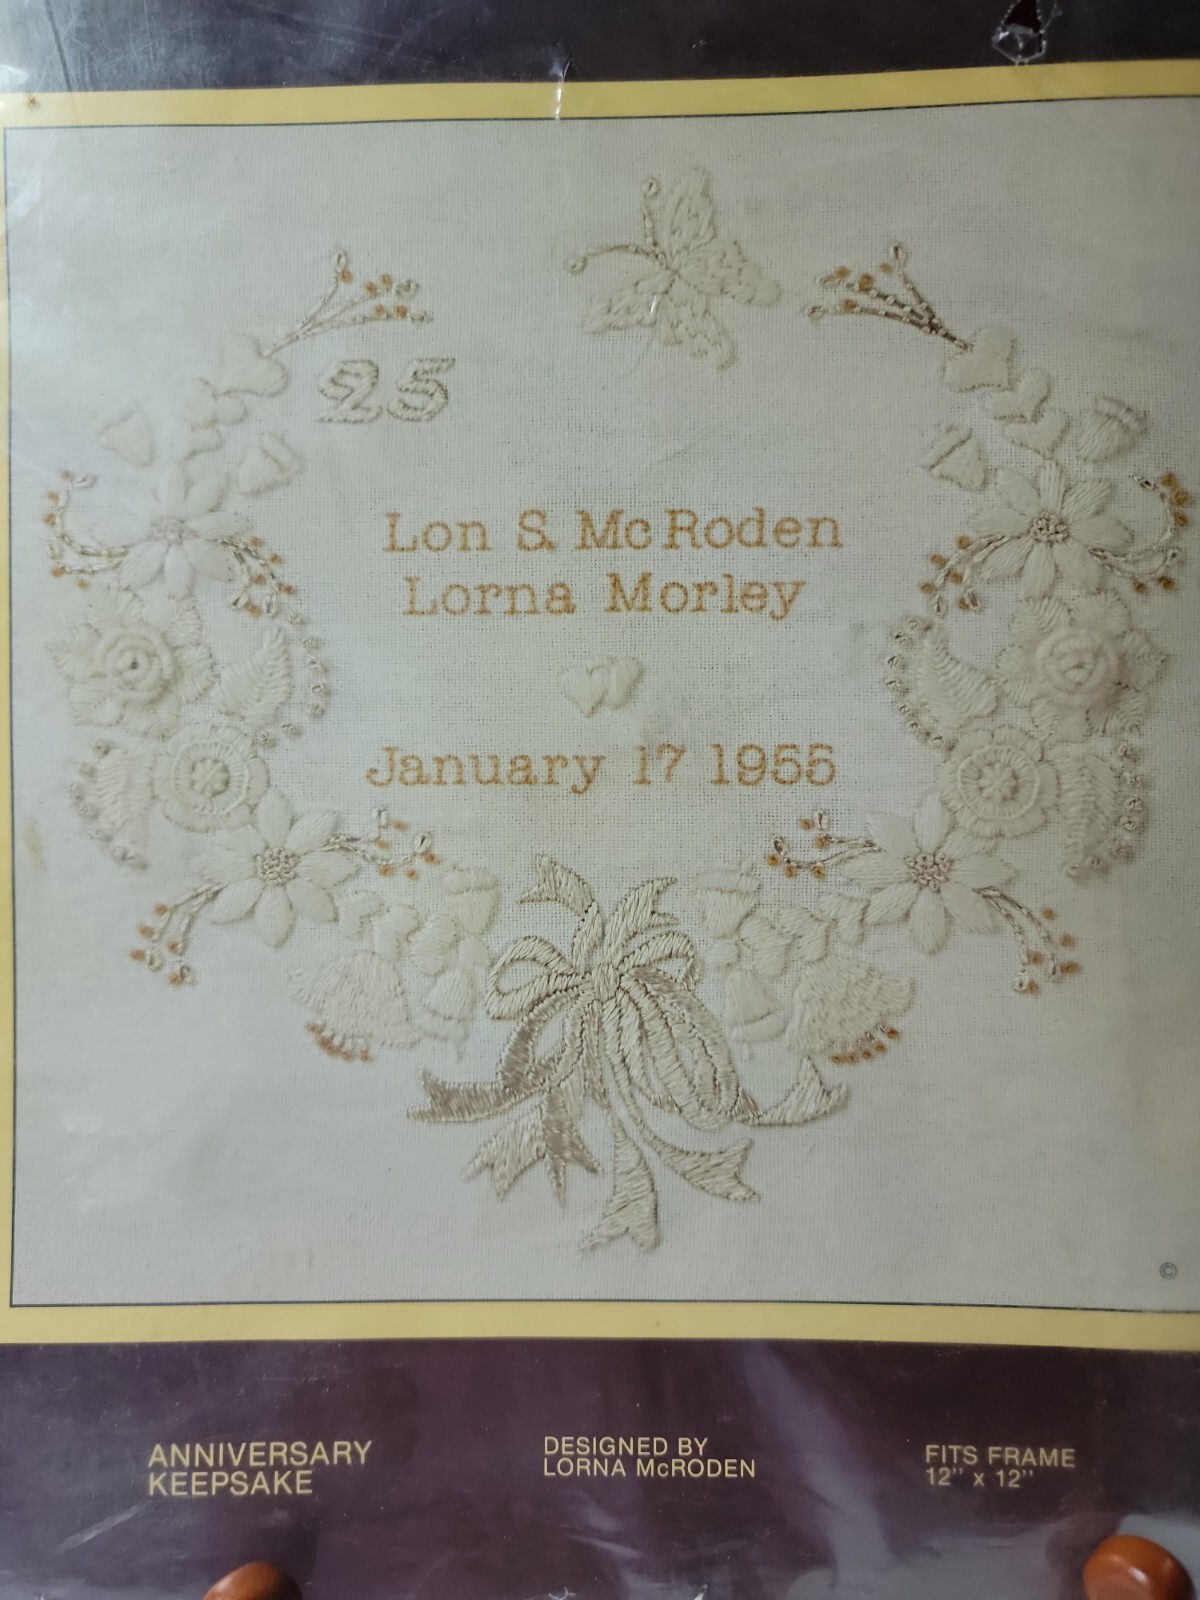 25
Lon S. McRoden
Lorna Morley
January 17 1955
©
ANNIVERSARY
KEEPSAKE
DESIGNED BY
LORNA McRODEN
FITS FRAME
12" x 12"